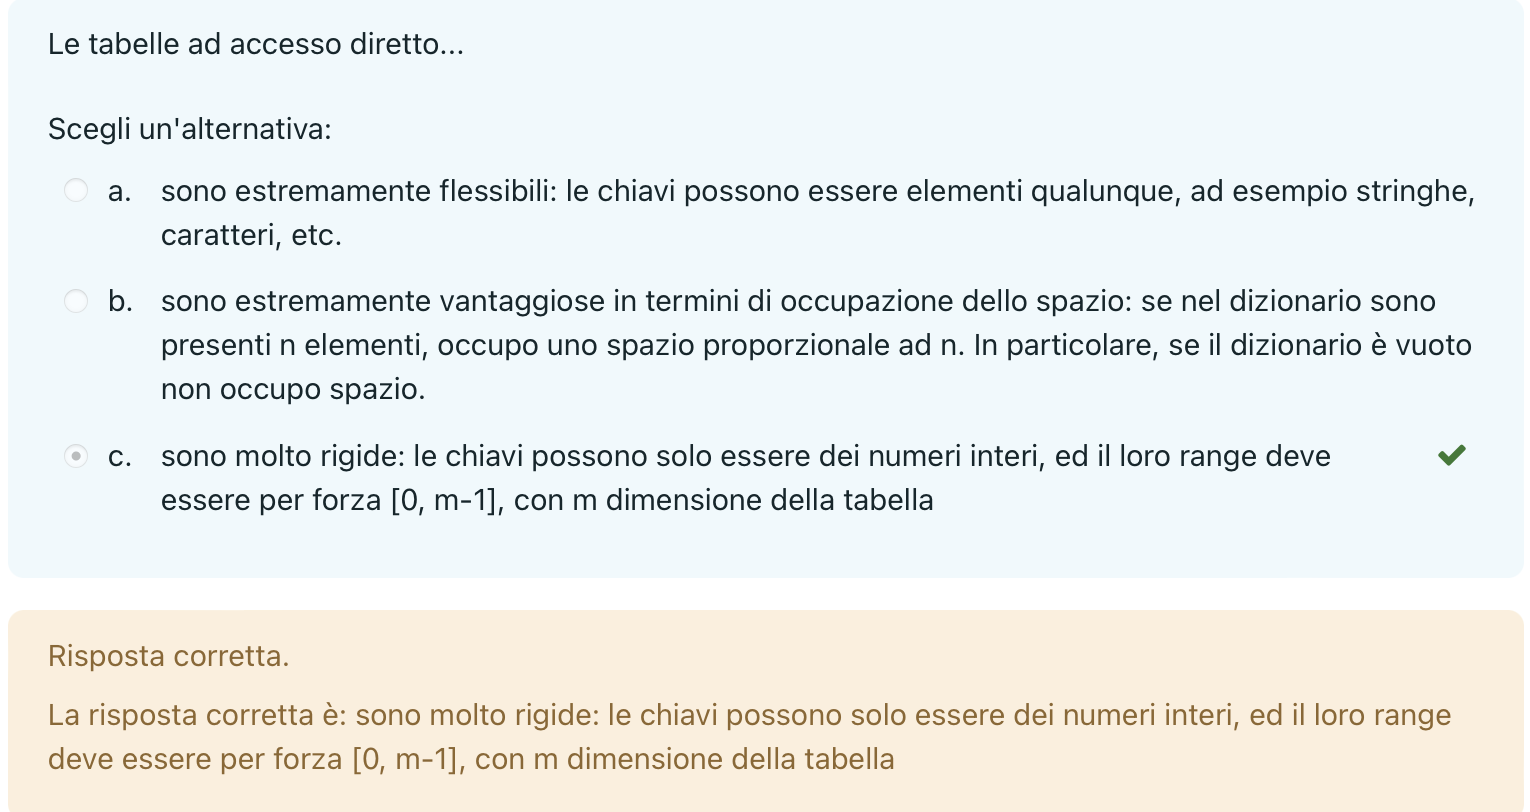 Le tabelle ad accesso diretto...
Scegli un'alternativa:
a. sono estremamente flessibili: le chiavi possono essere elementi qualunque, ad esempio stringhe,
caratteri, etc.
b. sono estremamente vantaggiose in termini di occupazione dello spazio: se nel dizionario sono
presenti n elementi, occupo uno spazio proporzionale ad n. In particolare, se il dizionario è vuoto
non occupo spazio.
c. sono molto rigide: le chiavi possono solo essere dei numeri interi, ed il loro range deve
essere per forza [0, m-1], con m dimensione della tabella
Risposta corretta.
La risposta corretta è: sono molto rigide: le chiavi possono solo essere dei numeri interi, ed il loro range
deve essere per forza [0, m-1], con m dimensione della tabella